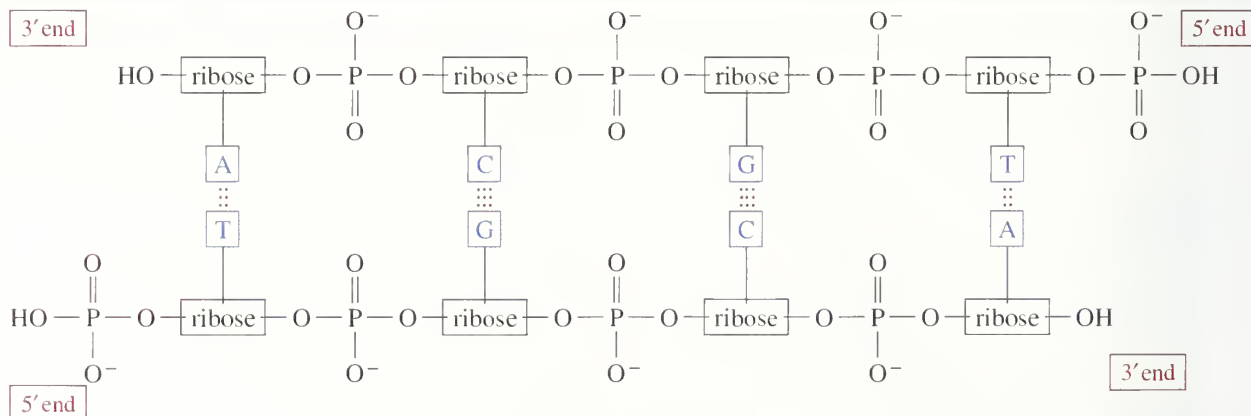 3′end O⁻ O⁻ O⁻ O⁻ 5′end
HO—ribose—O—P—O—ribose—O—P—O—ribose—O—P—O—ribose—O—P—OH
O O O O
A C G T
T G C A
O O O O
HO—P—O—ribose—O—P—O—ribose—O—P—O—ribose—O—P—O—ribose—OH
O⁻ O⁻ O⁻ O⁻ 3′end
5′end